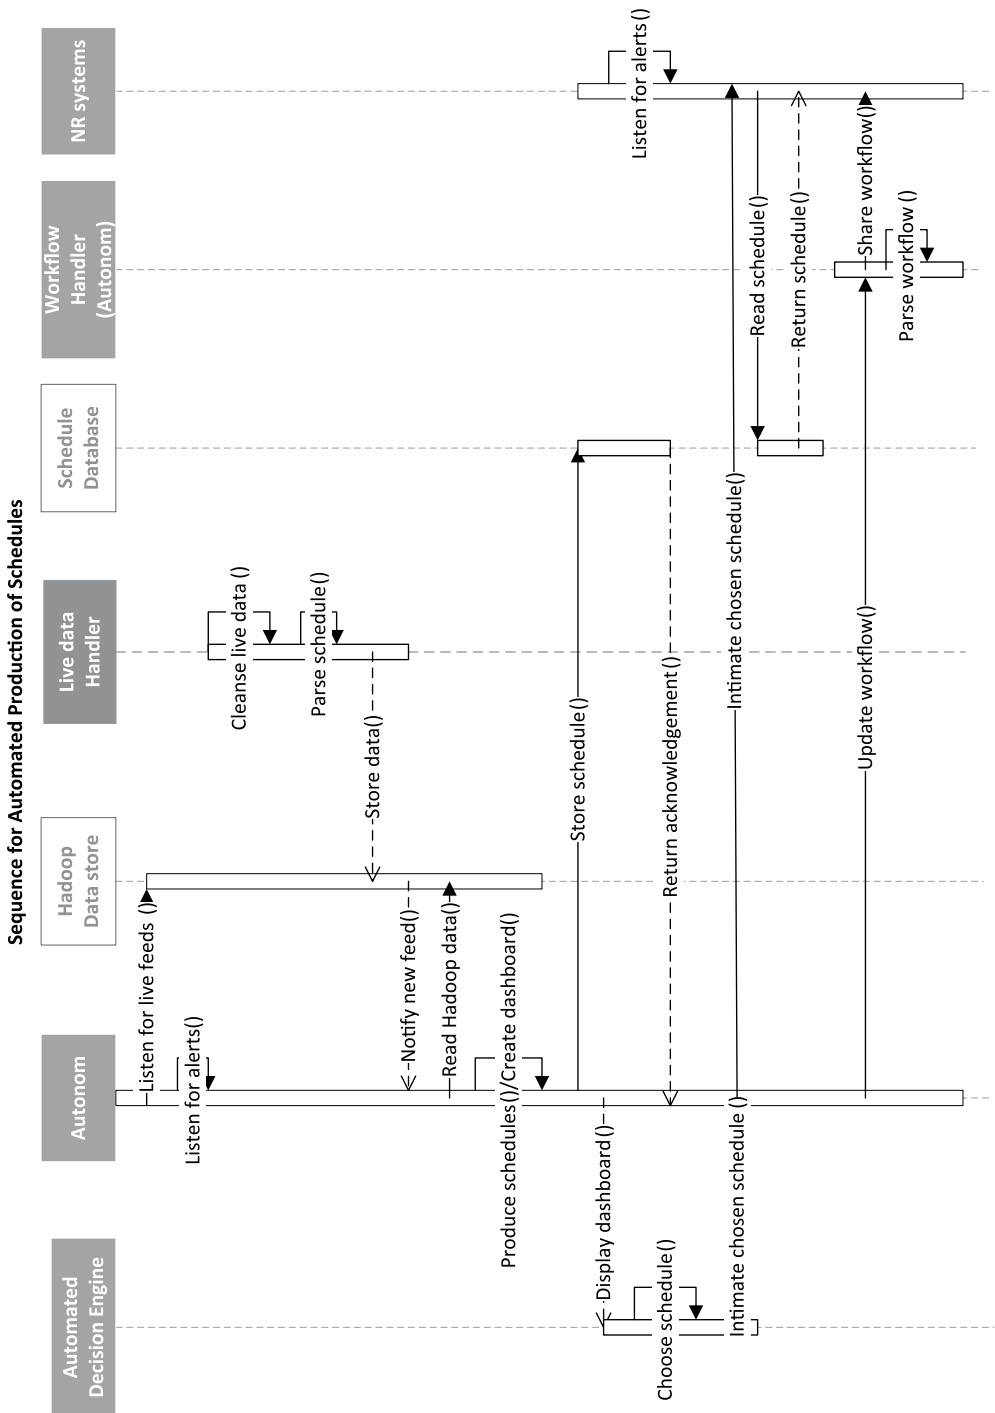 Sequence for Automated Production of Schedules
Automated
Decision Engine
Autonom
Hadoop
Data store
Live data
Handler
Schedule
Database
Workflow
Handler
(Autonom)
NR systems
Listen for live feeds ()
Listen for alerts()
Cleanse live data ()
Parse schedule()
Store data()
Notify new feed()
Read Hadoop data()
Produce schedules()/Create dashboard()
Store schedule()
Display dashboard()
Listen for alerts()
Choose schedule()
Return acknowledgement()
Intimate chosen schedule ()
Intimate chosen schedule()
Read schedule()
Return schedule()
Update workflow()
Share workflow()
Parse workflow ()